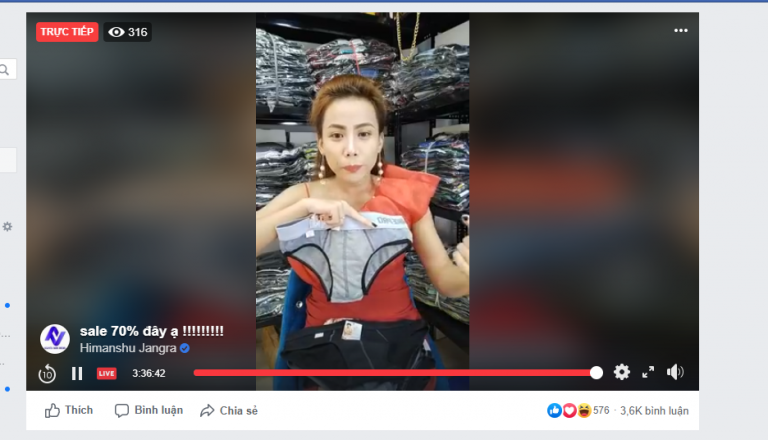 TRỰC TIẾP
316
sale 70% đây ạ !!!!!!!!!
Himanshu Jangra
10
LIVE
3:36:42
Thích
Bình luận
Chia sẻ
576 · 3,6K bình luận